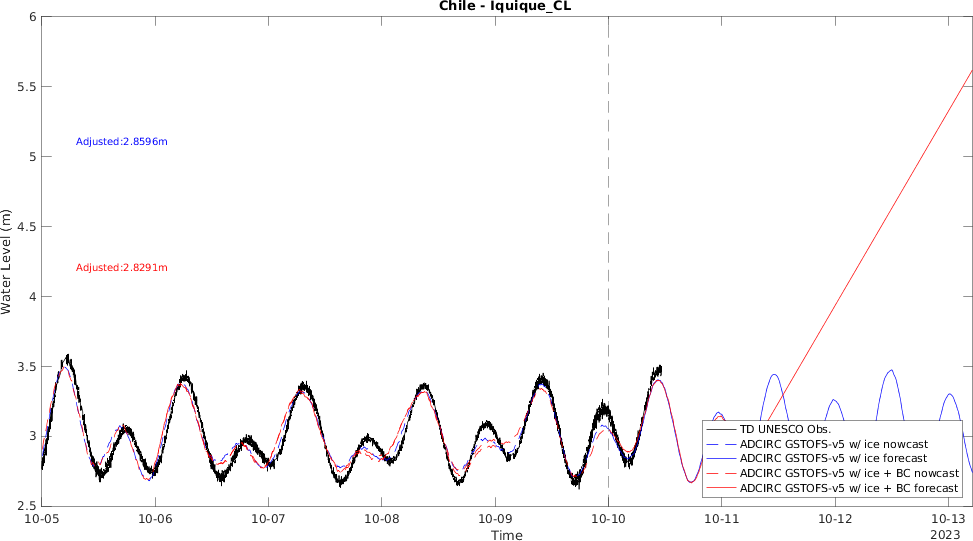 Chile - Iquique_CL
6
5.5
5
4.5
4
3.5
3
2.5
Water Level (m)
Adjusted:2.8596m
Adjusted:2.8291m
TD UNESCO Obs.
ADCIRC GSTOFS-v5 w/ ice nowcast
ADCIRC GSTOFS-v5 w/ ice forecast
ADCIRC GSTOFS-v5 w/ ice + BC nowcast
ADCIRC GSTOFS-v5 w/ ice + BC forecast
10-05 10-06 10-07 10-08 10-09 10-10 10-11 10-12 10-13
2023
Time